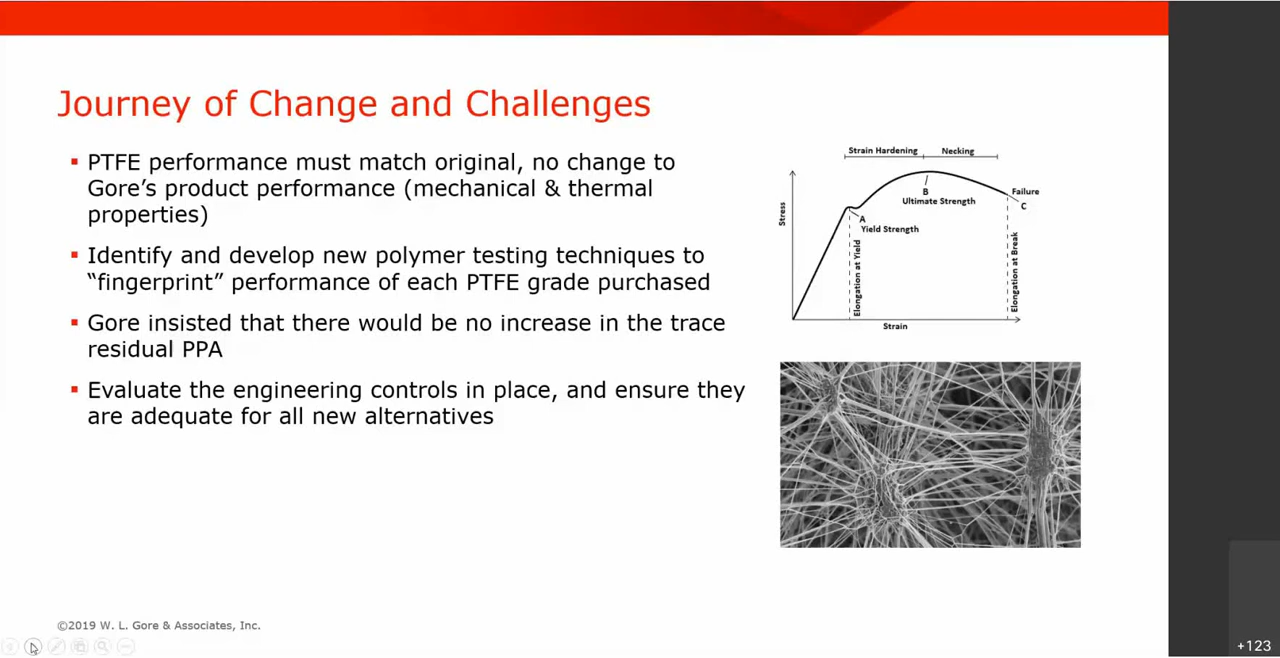 Journey of Change and Challenges
▪ PTFE performance must match original, no change to
Gore’s product performance (mechanical & thermal
properties)
▪ Identify and develop new polymer testing techniques to
“fingerprint” performance of each PTFE grade purchased
▪ Gore insisted that there would be no increase in the trace
residual PPA
▪ Evaluate the engineering controls in place, and ensure they
are adequate for all new alternatives
Strain Hardening
Necking
Stress
A
Yield Strength
B
Ultimate Strength
Failure
C
Elongation at Yield
Elongation at Break
Strain
©2019 W. L. Gore & Associates, Inc.
+123